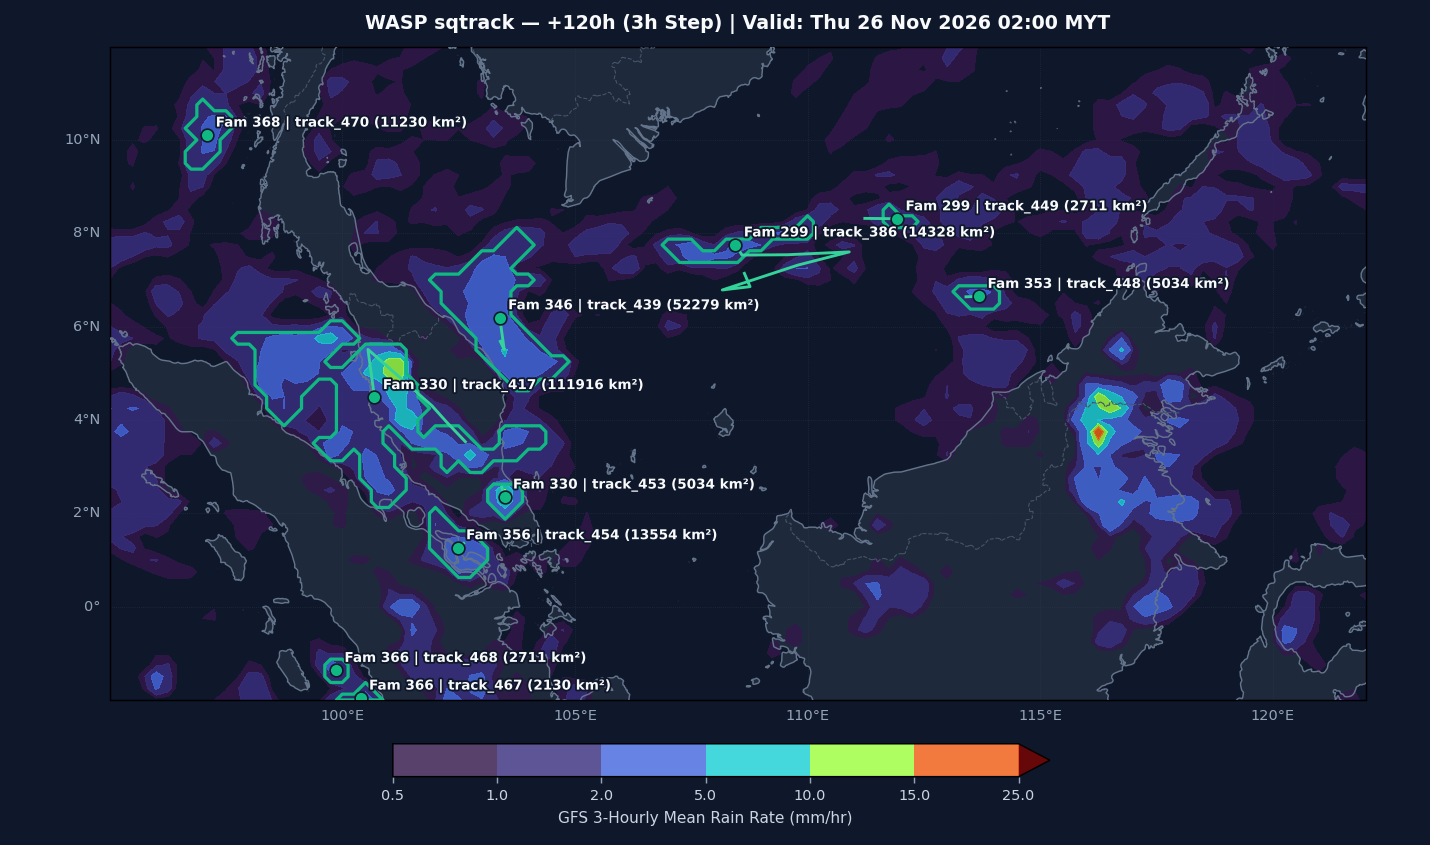 WASP sqtrack — +120h (3h Step) | Valid: Thu 26 Nov 2026 02:00 MYT
Fam 368 | track_470 (11230 km²)
10°N
Fam 299 | track_449 (2711 km²)
8°N
Fam 299 | track_386 (14328 km²)
Fam 353 | track_448 (5034 km²)
Fam 346 | track_439 (52279 km²)
6°N
Fam 330 | track_417 (111916 km²)
4°N
Fam 330 | track_453 (5034 km²)
2°N
Fam 356 | track_454 (13554 km²)
0°
Fam 366 | track_468 (2711 km²)
Fam 366 | track_467 (2130 km²)
100°E 105°E 110°E 115°E 120°E
0.5 1.0 2.0 5.0 10.0 15.0 25.0
GFS 3-Hourly Mean Rain Rate (mm/hr)